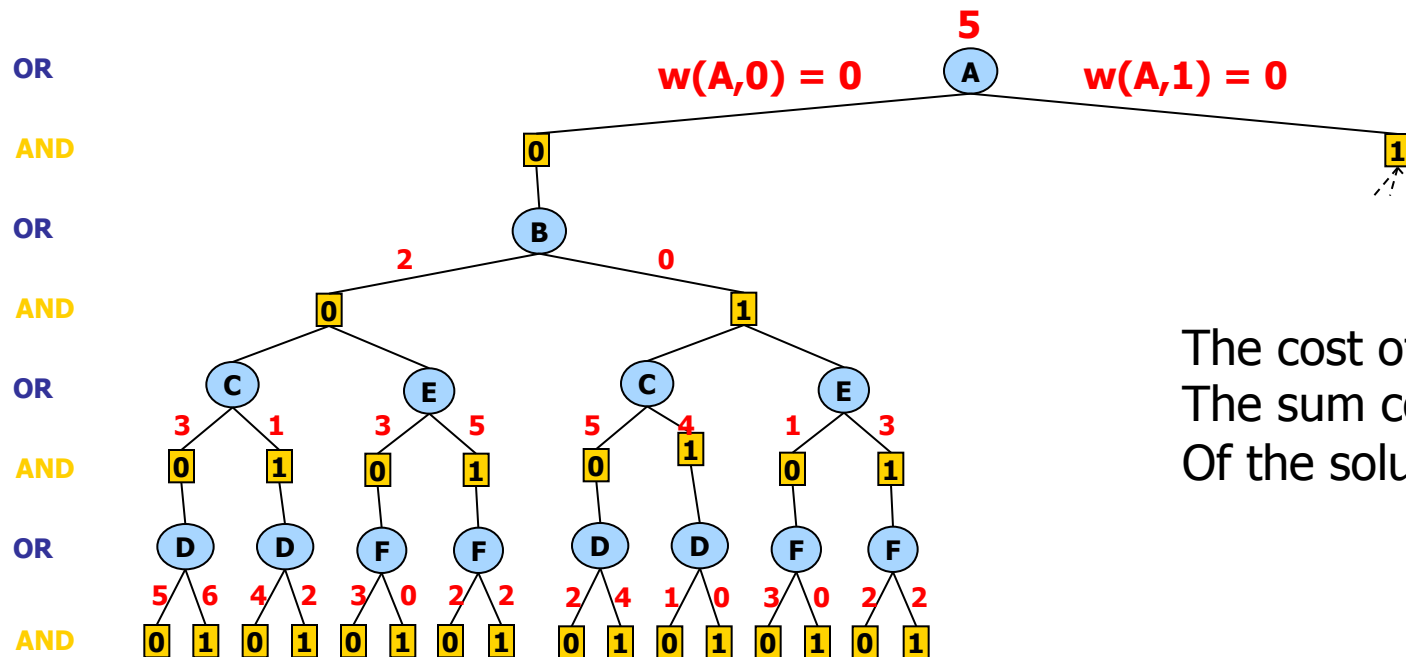 5
OR w(A,0) = 0 A w(A,1) = 0
AND 0 1
OR B
2 0
AND 0 1
The cost
OR C E C E The sum
3 1 3 5 5 4 1 3
AND 0 1 0 1 0 1 0 1 Of the
OR D D F F D D F F
5 6 4 2 3 0 2 2 2 4 1 0 3 0 2 2
AND 0 1 0 1 0 1 0 1 0 1 0 1 0 1 0 1